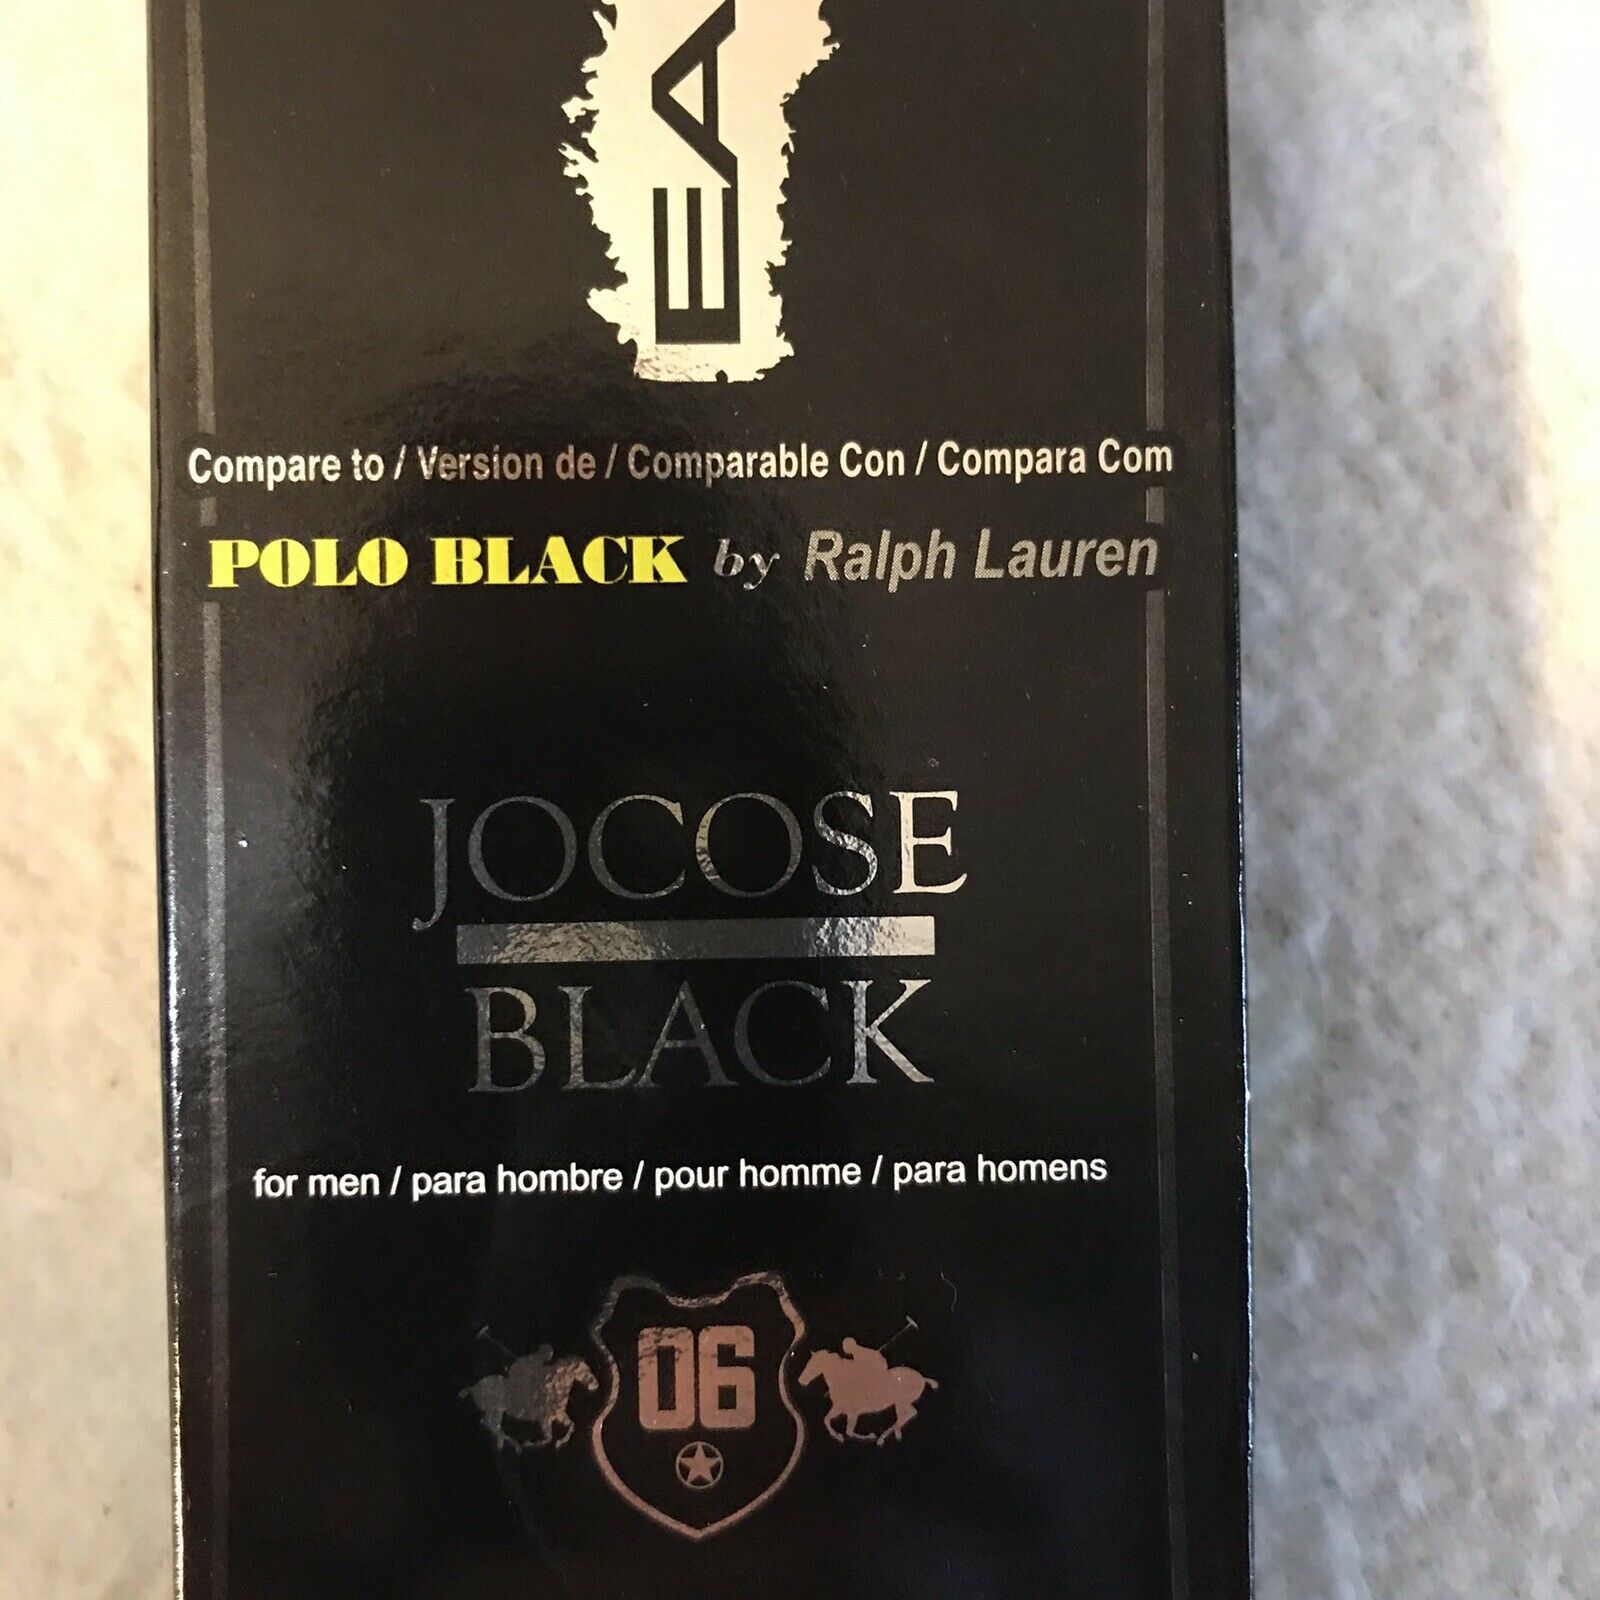 EA
Compare to / Version de / Comparable Con / Compara Com
POLO BLACK by Ralph Lauren
JOCOSE
BLACK
for men / para hombre / pour homme / para homens
06